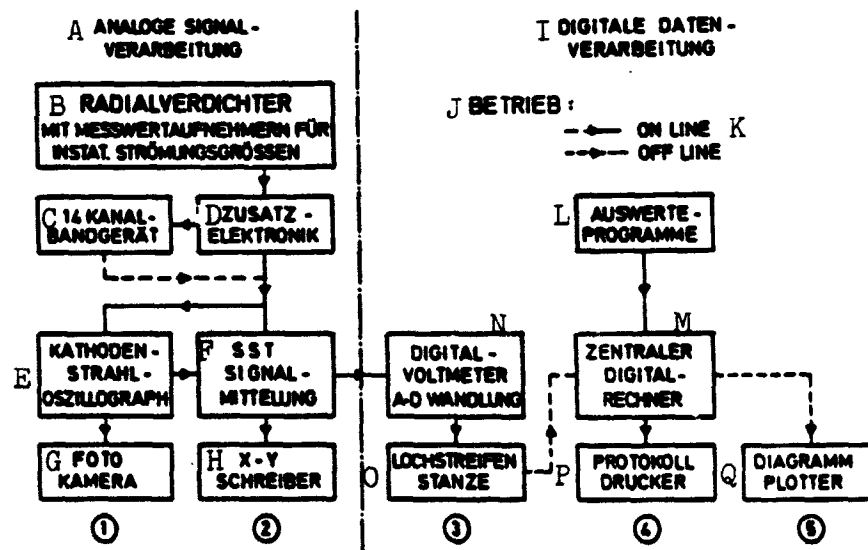 A ANALOGE SIGNAL-
VERARBEITUNG
I DIGITALE DATEN-
VERARBEITUNG
B RADIALVERDICHTER
MIT MESSWERTAUFNEHMERN FÜR
INSTAT. STRÖMUNGSGRÖSSEN
J BETRIEB:
ON LINE K
OFF LINE
C 14 KANAL-
BANDGERÄT
D ZUSATZ-
ELEKTRONIK
L AUSWERTE-
PROGRAMME
E KATHODEN-
STRAHL-
OSZILLOGRAPH
F SST
SIGNAL-
MITTELUNG
N
DIGITAL-
VOLTMETER
A-D WANDLUNG
M
ZENTRALER
DIGITAL-
RECHNER
G FOTO
KAMERA
H X-Y
SCHREIBER
O LOCHSTREIFEN
STANZE
P PROTOKOLL
DRUCKER
Q DIAGRAMM
PLOTTER
1 2 3 4 5